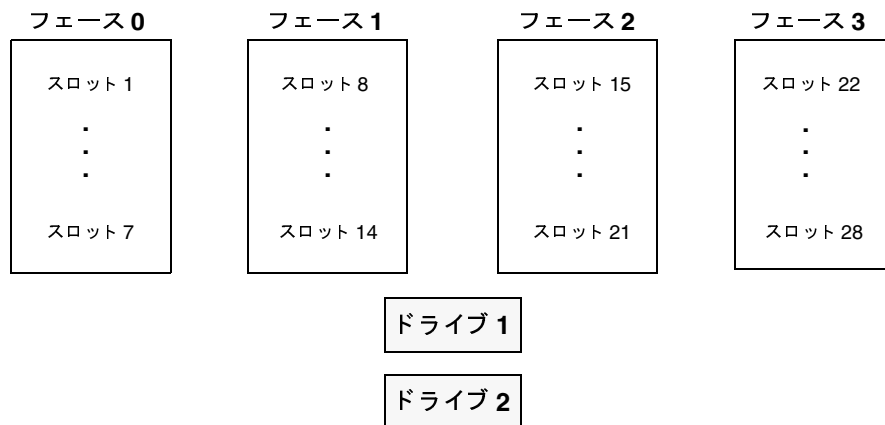 フェース 0
フェース 1
フェース 2
フェース 3
スロット 1
スロット 8
スロット 15
スロット 22
スロット 7
スロット 14
スロット 21
スロット 28
ドライブ 1
ドライブ 2